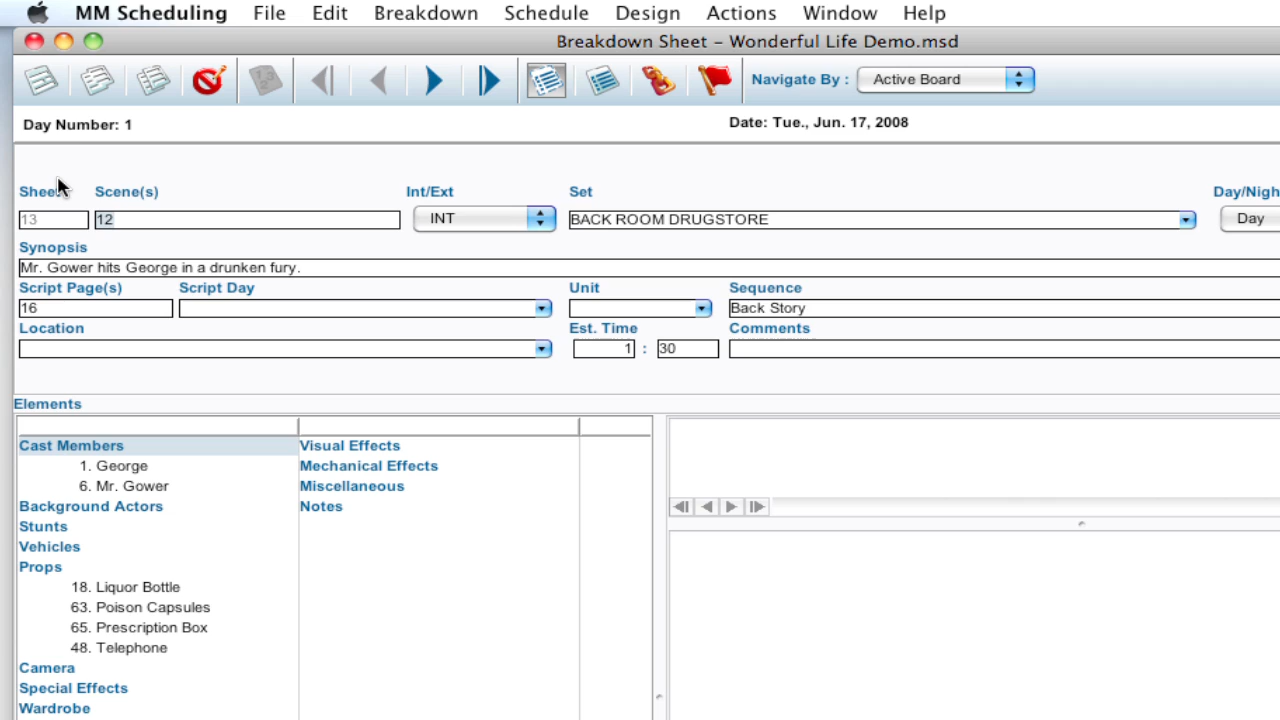 MM Scheduling File Edit Breakdown Schedule Design Actions Window Help
Breakdown Sheet – Wonderful Life Demo.msd
Navigate By : Active Board
Day Number: 1 Date: Tue., Jun. 17, 2008
Shee Scene(s) Int/Ext Set Day/Nigh
13 12 INT BACK ROOM DRUGSTORE Day
Synopsis
Mr. Gower hits George in a drunken fury.
Script Page(s) Script Day Unit Sequence
16 Back Story
Location Est. Time Comments
1 : 30
Elements
Cast Members Visual Effects
1. George Mechanical Effects
6. Mr. Gower Miscellaneous
Background Actors Notes
Stunts
Vehicles
Props
18. Liquor Bottle
63. Poison Capsules
65. Prescription Box
48. Telephone
Camera
Special Effects
Wardrobe